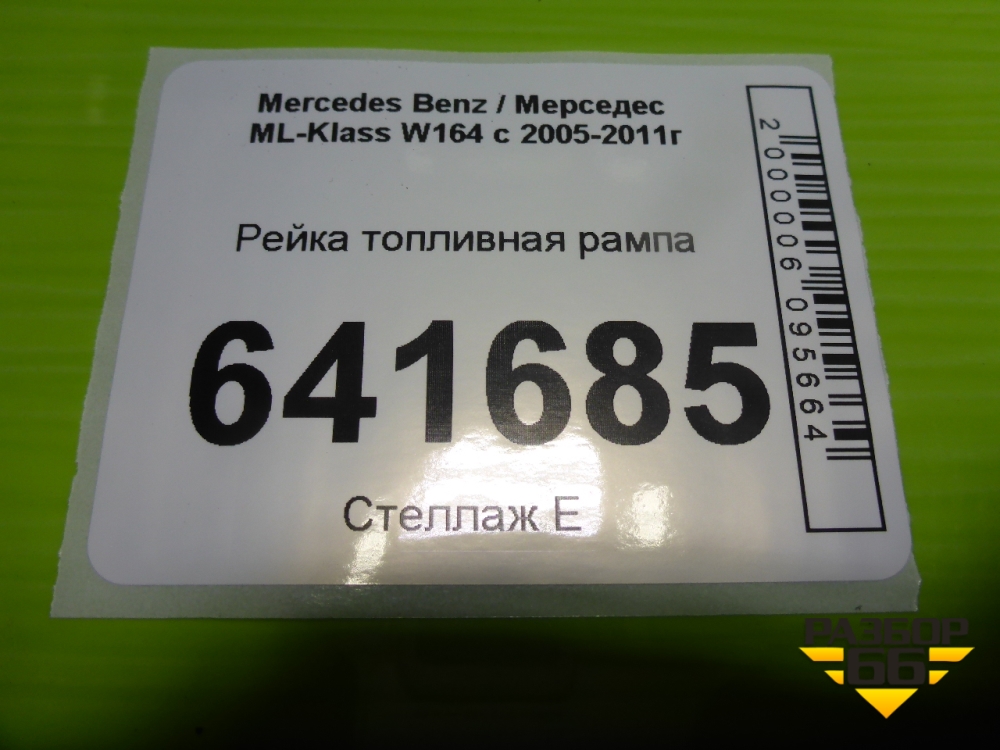 Mercedes Benz / Мерседес
ML-Klass W164 с 2005-2011г
Рейка топливная рампа
641685
Стеллаж Е
2000006095664
РАЗБОР
66